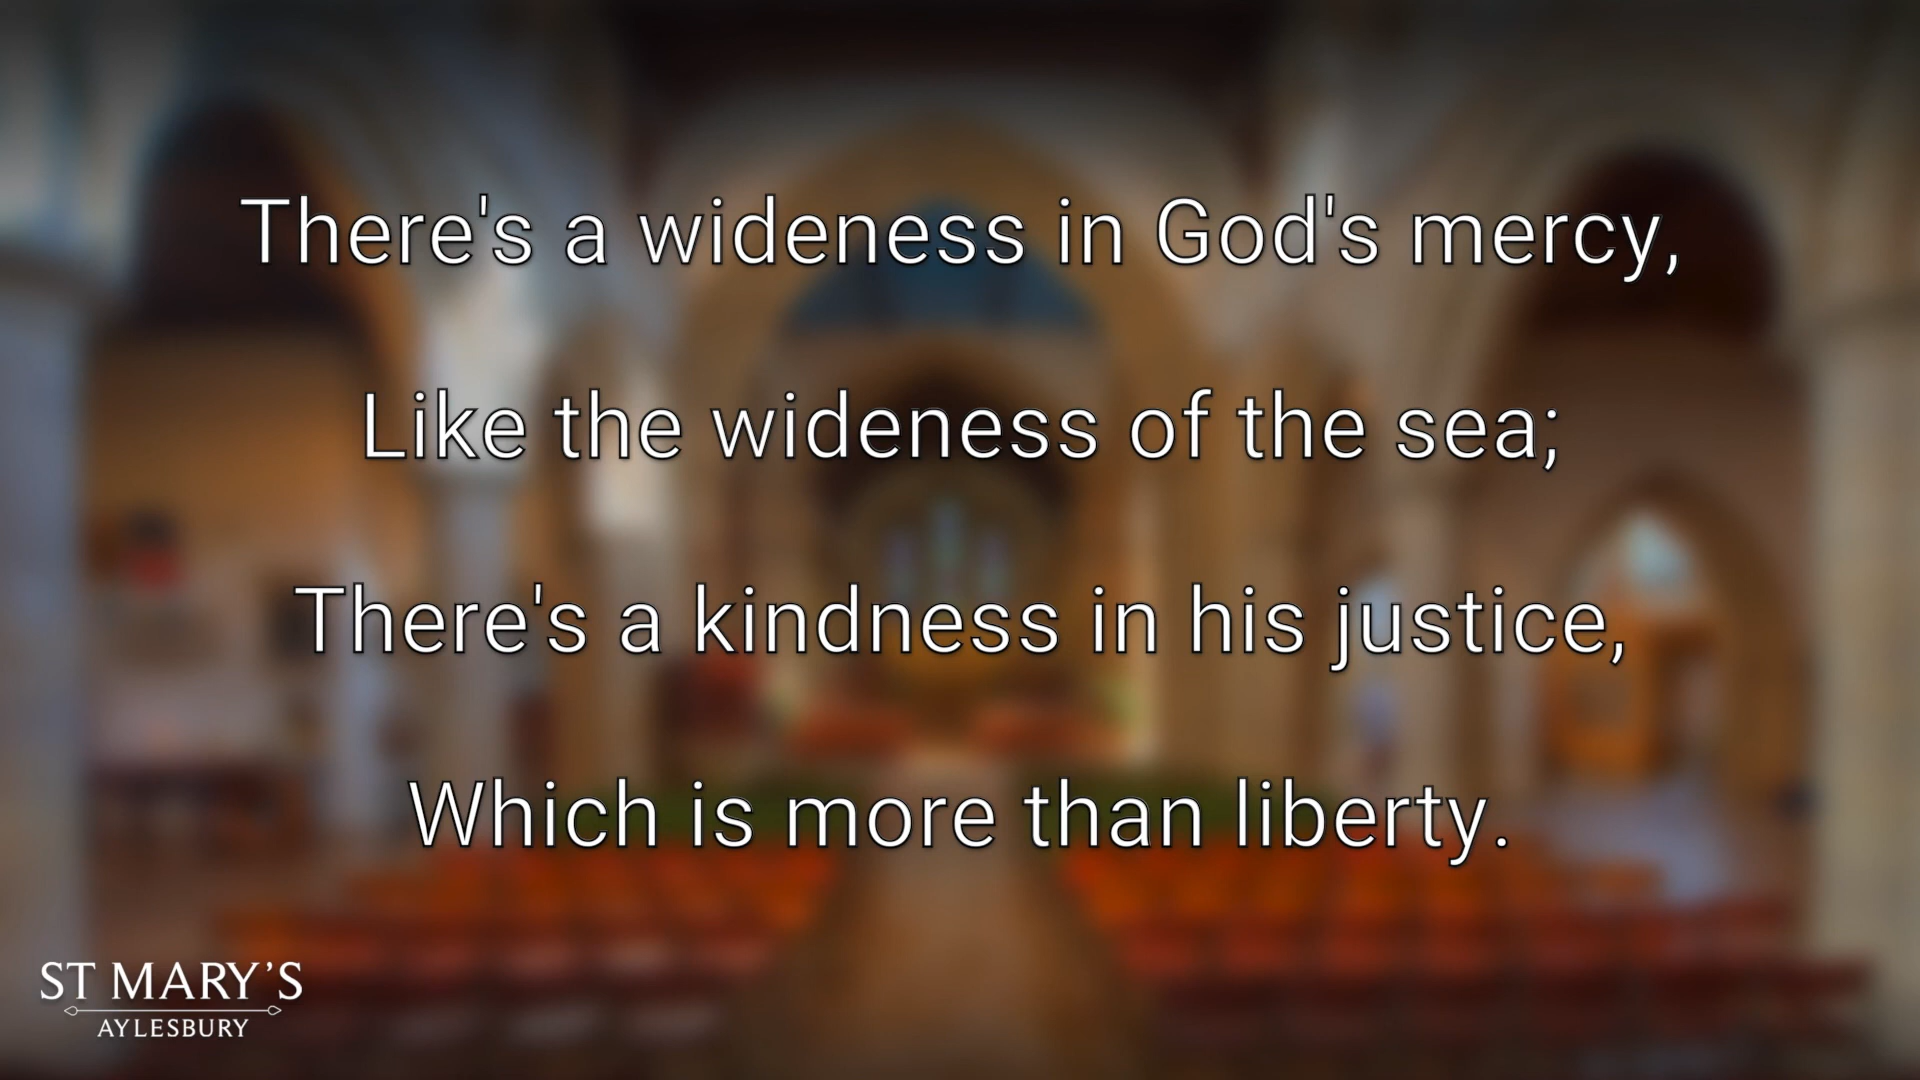 There's a wideness in God's mercy,
Like the wideness of the sea;
There's a kindness in his justice,
Which is more than liberty.
ST MARY'S
AYLESBURY